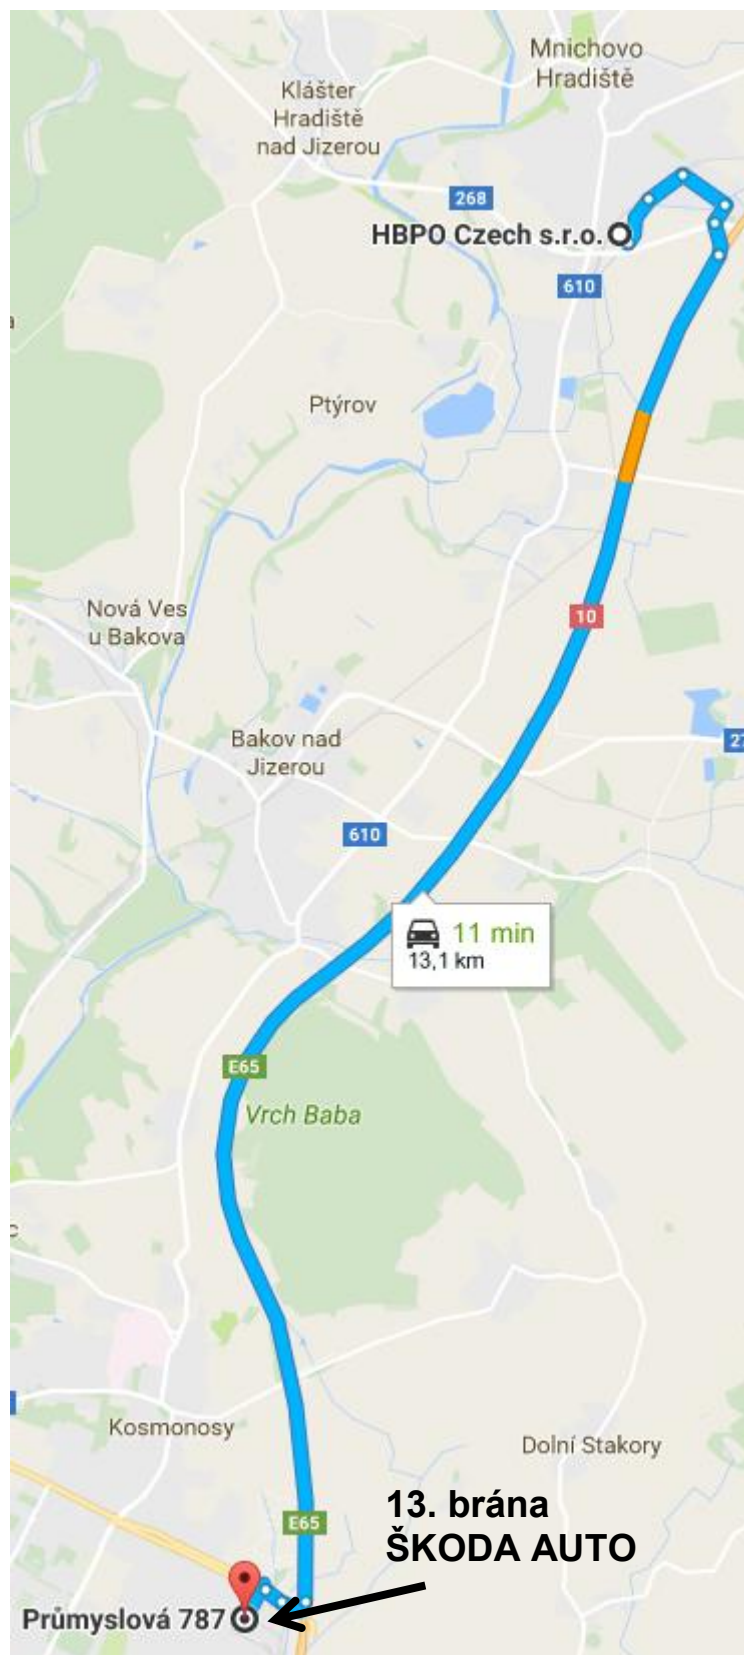 Mnichovo
Hradiště
Klášter
Hradiště
nad Jizerou
268
HBPO Czech s.r.o.
610
Ptýrov
Nová Ves
u Bakova
10
Bakov nad
Jizerou
610
11 min
13,1 km
E65
Vrch Baba
Kosmonosy
Dolní Stakory
13. brána
ŠKODA AUTO
E65
Průmyslová 787